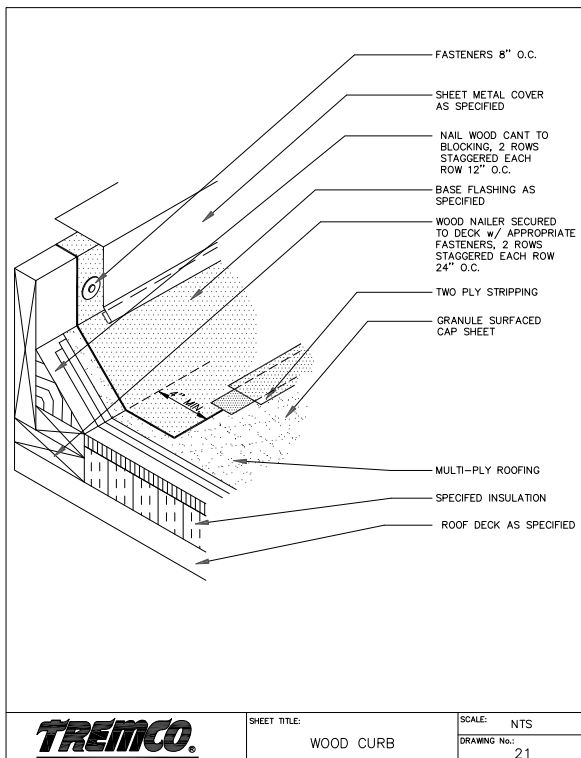 FASTENERS 8" O.C.
SHEET METAL COVER
AS SPECIFIED
NAIL WOOD CANT TO
BLOCKING, 2 ROWS
STAGGERED EACH
ROW 12" O.C.
BASE FLASHING AS
SPECIFIED
WOOD NAILER SECURED
TO DECK w/ APPROPRIATE
FASTENERS, 2 ROWS
STAGGERED EACH ROW
24" O.C.
TWO PLY STRIPPING
GRANULE SURFACED
CAP SHEET
4" MIN.
MULTI-PLY ROOFING
SPECIFED INSULATION
ROOF DECK AS SPECIFIED
TREMCO®
SHEET TITLE:
WOOD CURB
SCALE: NTS
DRAWING No.:
21